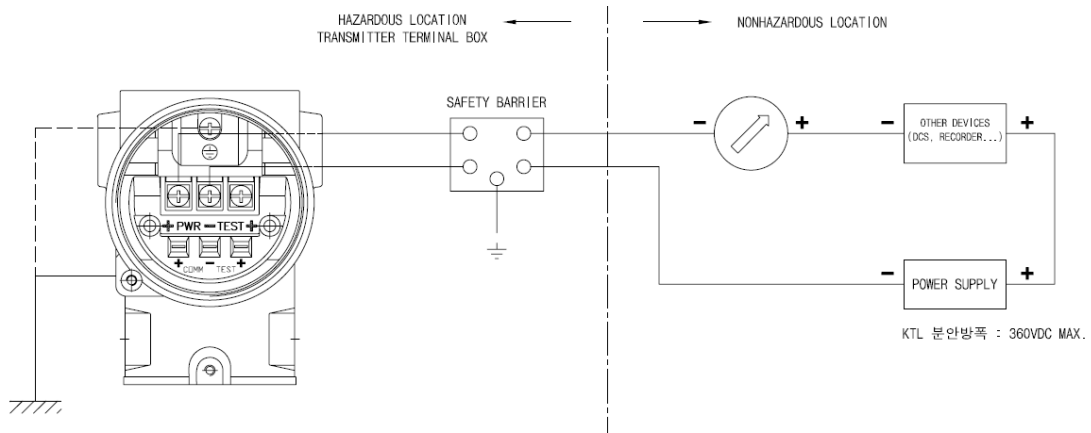 HAZARDOUS LOCATION
TRANSMITTER TERMINAL BOX
NONHAZARDOUS LOCATION
SAFETY BARRIER
- +
- OTHER DEVICES +
(DCS, RECORDER...)
+ PWR - TEST +
+ - +
COMM TEST
- POWER SUPPLY +
KTL 분안방폭 : 360VDC MAX.